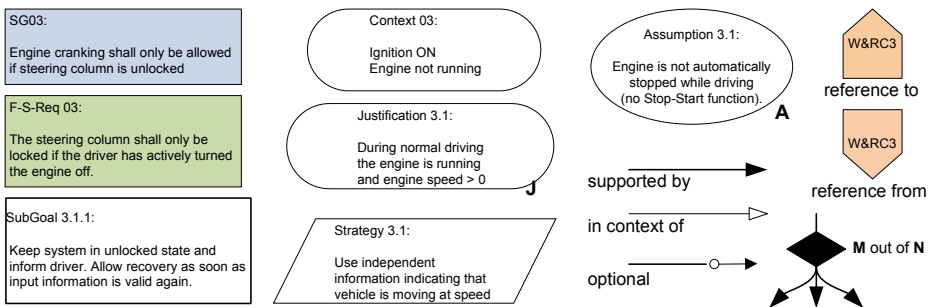 SG03:
Engine cranking shall only be allowed
if steering column is unlocked
F-S-Req 03:
The steering column shall only be
locked if the driver has actively turned
the engine off.
SubGoal 3.1.1:
Keep system in unlocked state and
inform driver. Allow recovery as soon as
input information is valid again.
Context 03:
Ignition ON
Engine not running
Justification 3.1:
During normal driving
the engine is running
and engine speed > 0
J
Strategy 3.1:
Use independent
information indicating that
vehicle is moving at speed
Assumption 3.1:
Engine is not automatically
stopped while driving
(no Stop-Start function).
A
supported by
in context of
optional
W&RC3
reference to
W&RC3
reference from
M out of N